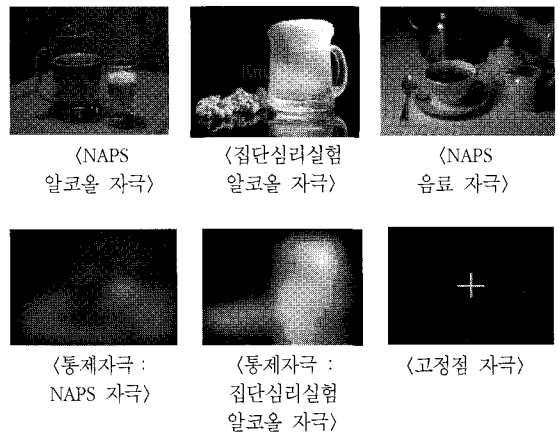 〈NAPS
알코올 자극〉
〈집단심리실험
알코올 자극〉
〈NAPS
음료 자극〉
〈통제자극 :
NAPS 자극〉
〈통제자극 :
집단심리실험
알코올 자극〉
〈고정점 자극〉